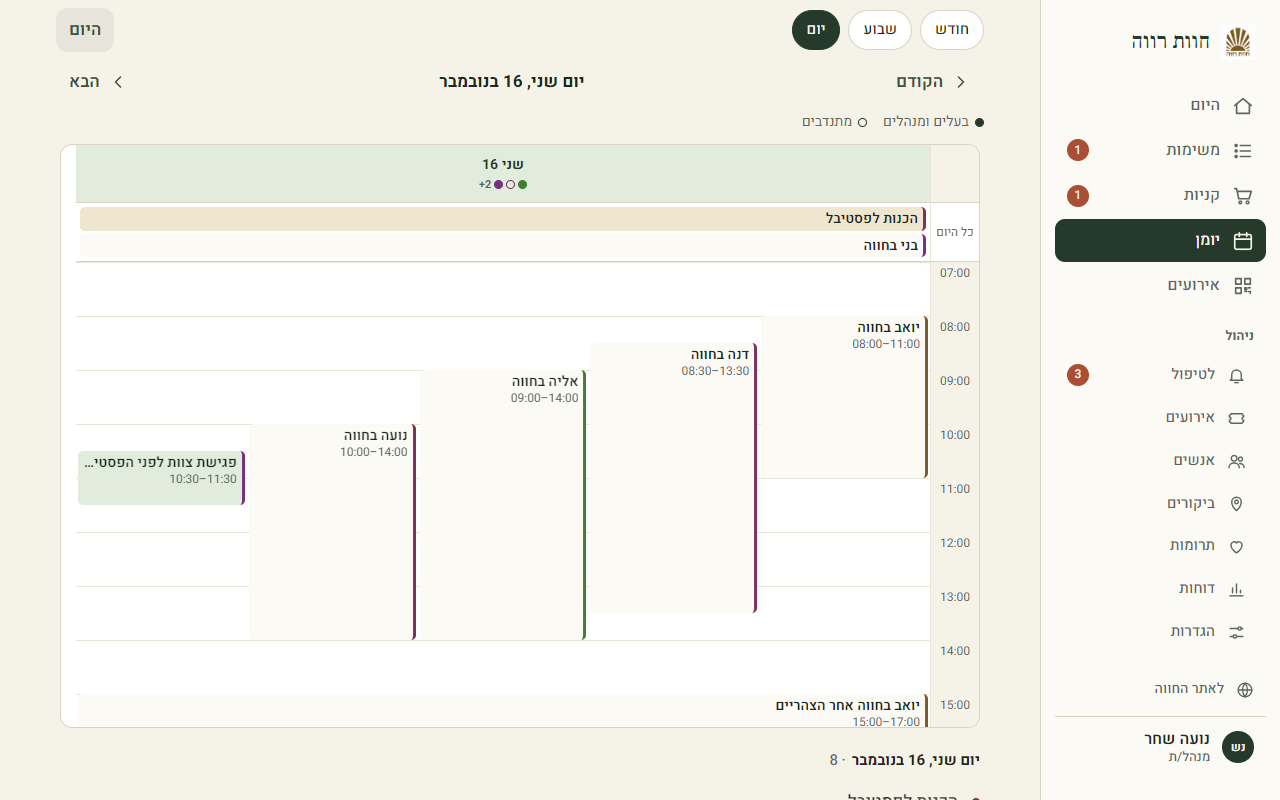 חוות רווה
היום
משימות
1
קניות
1
יומן
אירועים
ניהול
לטיפול
3
אירועים
אנשים
ביקורים
תרומות
דוחות
הגדרות
לאתר החווה
נש
נועה שחר
מנהל/ת
חודש
שבוע
יום
היום
הקודם
יום שני, 16 בנובמבר
הבא
בעלים ומנהלים
מתנדבים
שני 16
+2
כל היום
הכנות לפסטיבל
בני בחווה
07:00
08:00
09:00
10:00
11:00
12:00
13:00
14:00
15:00
יואב בחווה
08:00–11:00
דנה בחווה
08:30–13:30
אליה בחווה
09:00–14:00
נועה בחווה
10:00–14:00
פגישת צוות לפני הפסטי...
10:30–11:30
יואב בחווה אחר הצהריים
15:00–17:00
יום שני, 16 בנובמבר · 8
הכנות לפסטיבל